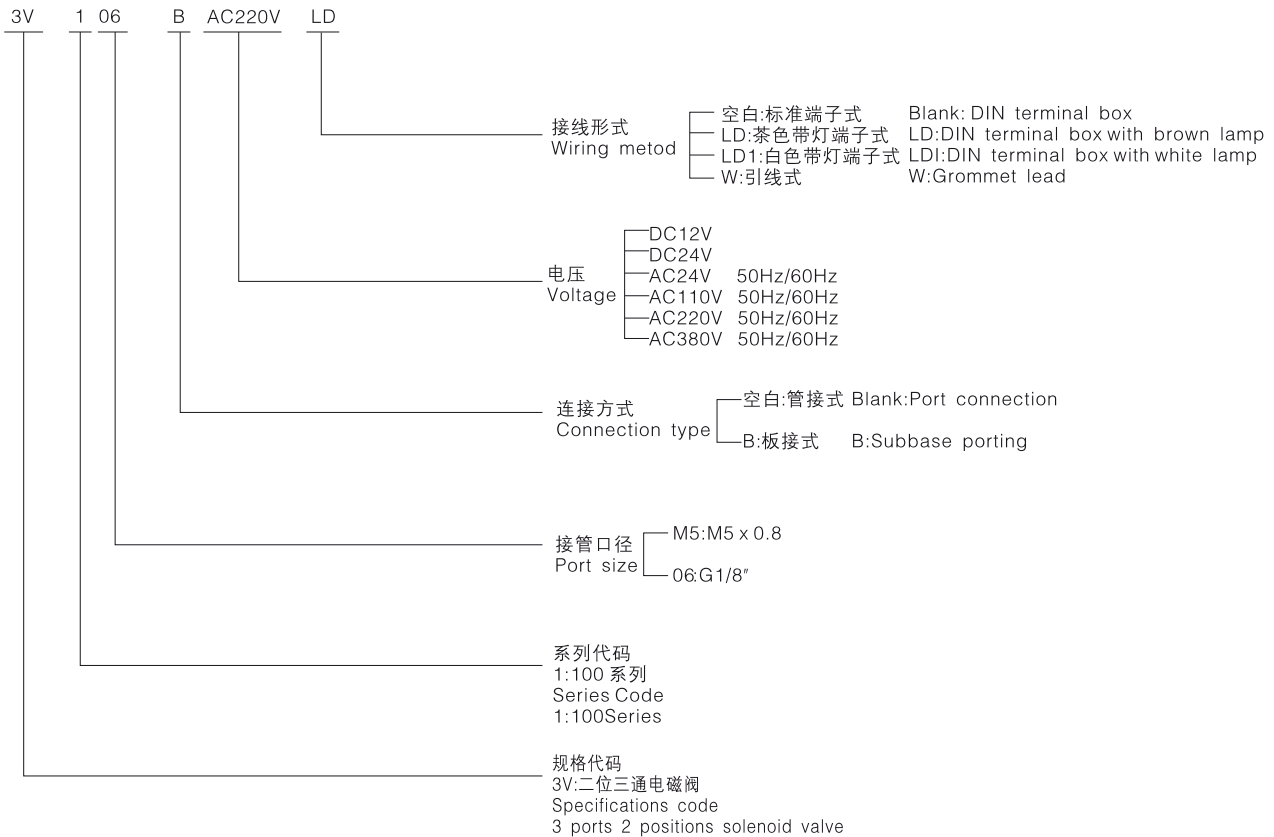 3V 1 06 B AC220V LD
接线形式
Wiring metod
空白:标准端子式 Blank: DIN terminal box
LD:茶色带灯端子式 LD:DIN terminal box with brown lamp
LD1:白色带灯端子式 LDI:DIN terminal box with white lamp
W:引线式 W:Grommet lead
电压
Voltage
DC12V
DC24V
AC24V 50Hz/60Hz
AC110V 50Hz/60Hz
AC220V 50Hz/60Hz
AC380V 50Hz/60Hz
连接方式
Connection type
空白:管接式 Blank:Port connection
B:板接式 B:Subbase porting
接管口径
Port size
M5:M5 x 0.8
06:G1/8″
系列代码
1:100 系列
Series Code
1:100Series
规格代码
3V:二位三通电磁阀
Specifications code
3 ports 2 positions solenoid valve